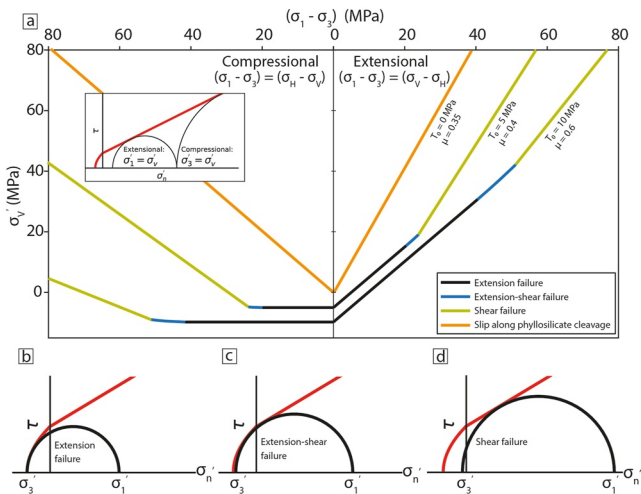 a
(σ1 - σ3) (MPa)
80 60 40 20 0 20 40 60 80
Compressional
(σ1 - σ3) = (σH - σV)
Extensional
(σ1 - σ3) = (σV - σH)
80
60
40
20
0
σV′ (MPa)
τ
Extensional:
σ1′ = σv′
Compressional:
σ3′ = σv′
σn′
T0 = 0 MPa
μ = 0.35
T0 = 5 MPa
μ = 0.4
T0 = 10 MPa
μ = 0.6
Extension failure
Extension-shear failure
Shear failure
Slip along phyllosilicate cleavage
b
τ
Extension
failure
σ3′ σ1′ σn′
c
τ
Extension-shear
failure
σ3′ σ1′ σn′
d
τ
Shear failure
σ3′ σ1′ σn′